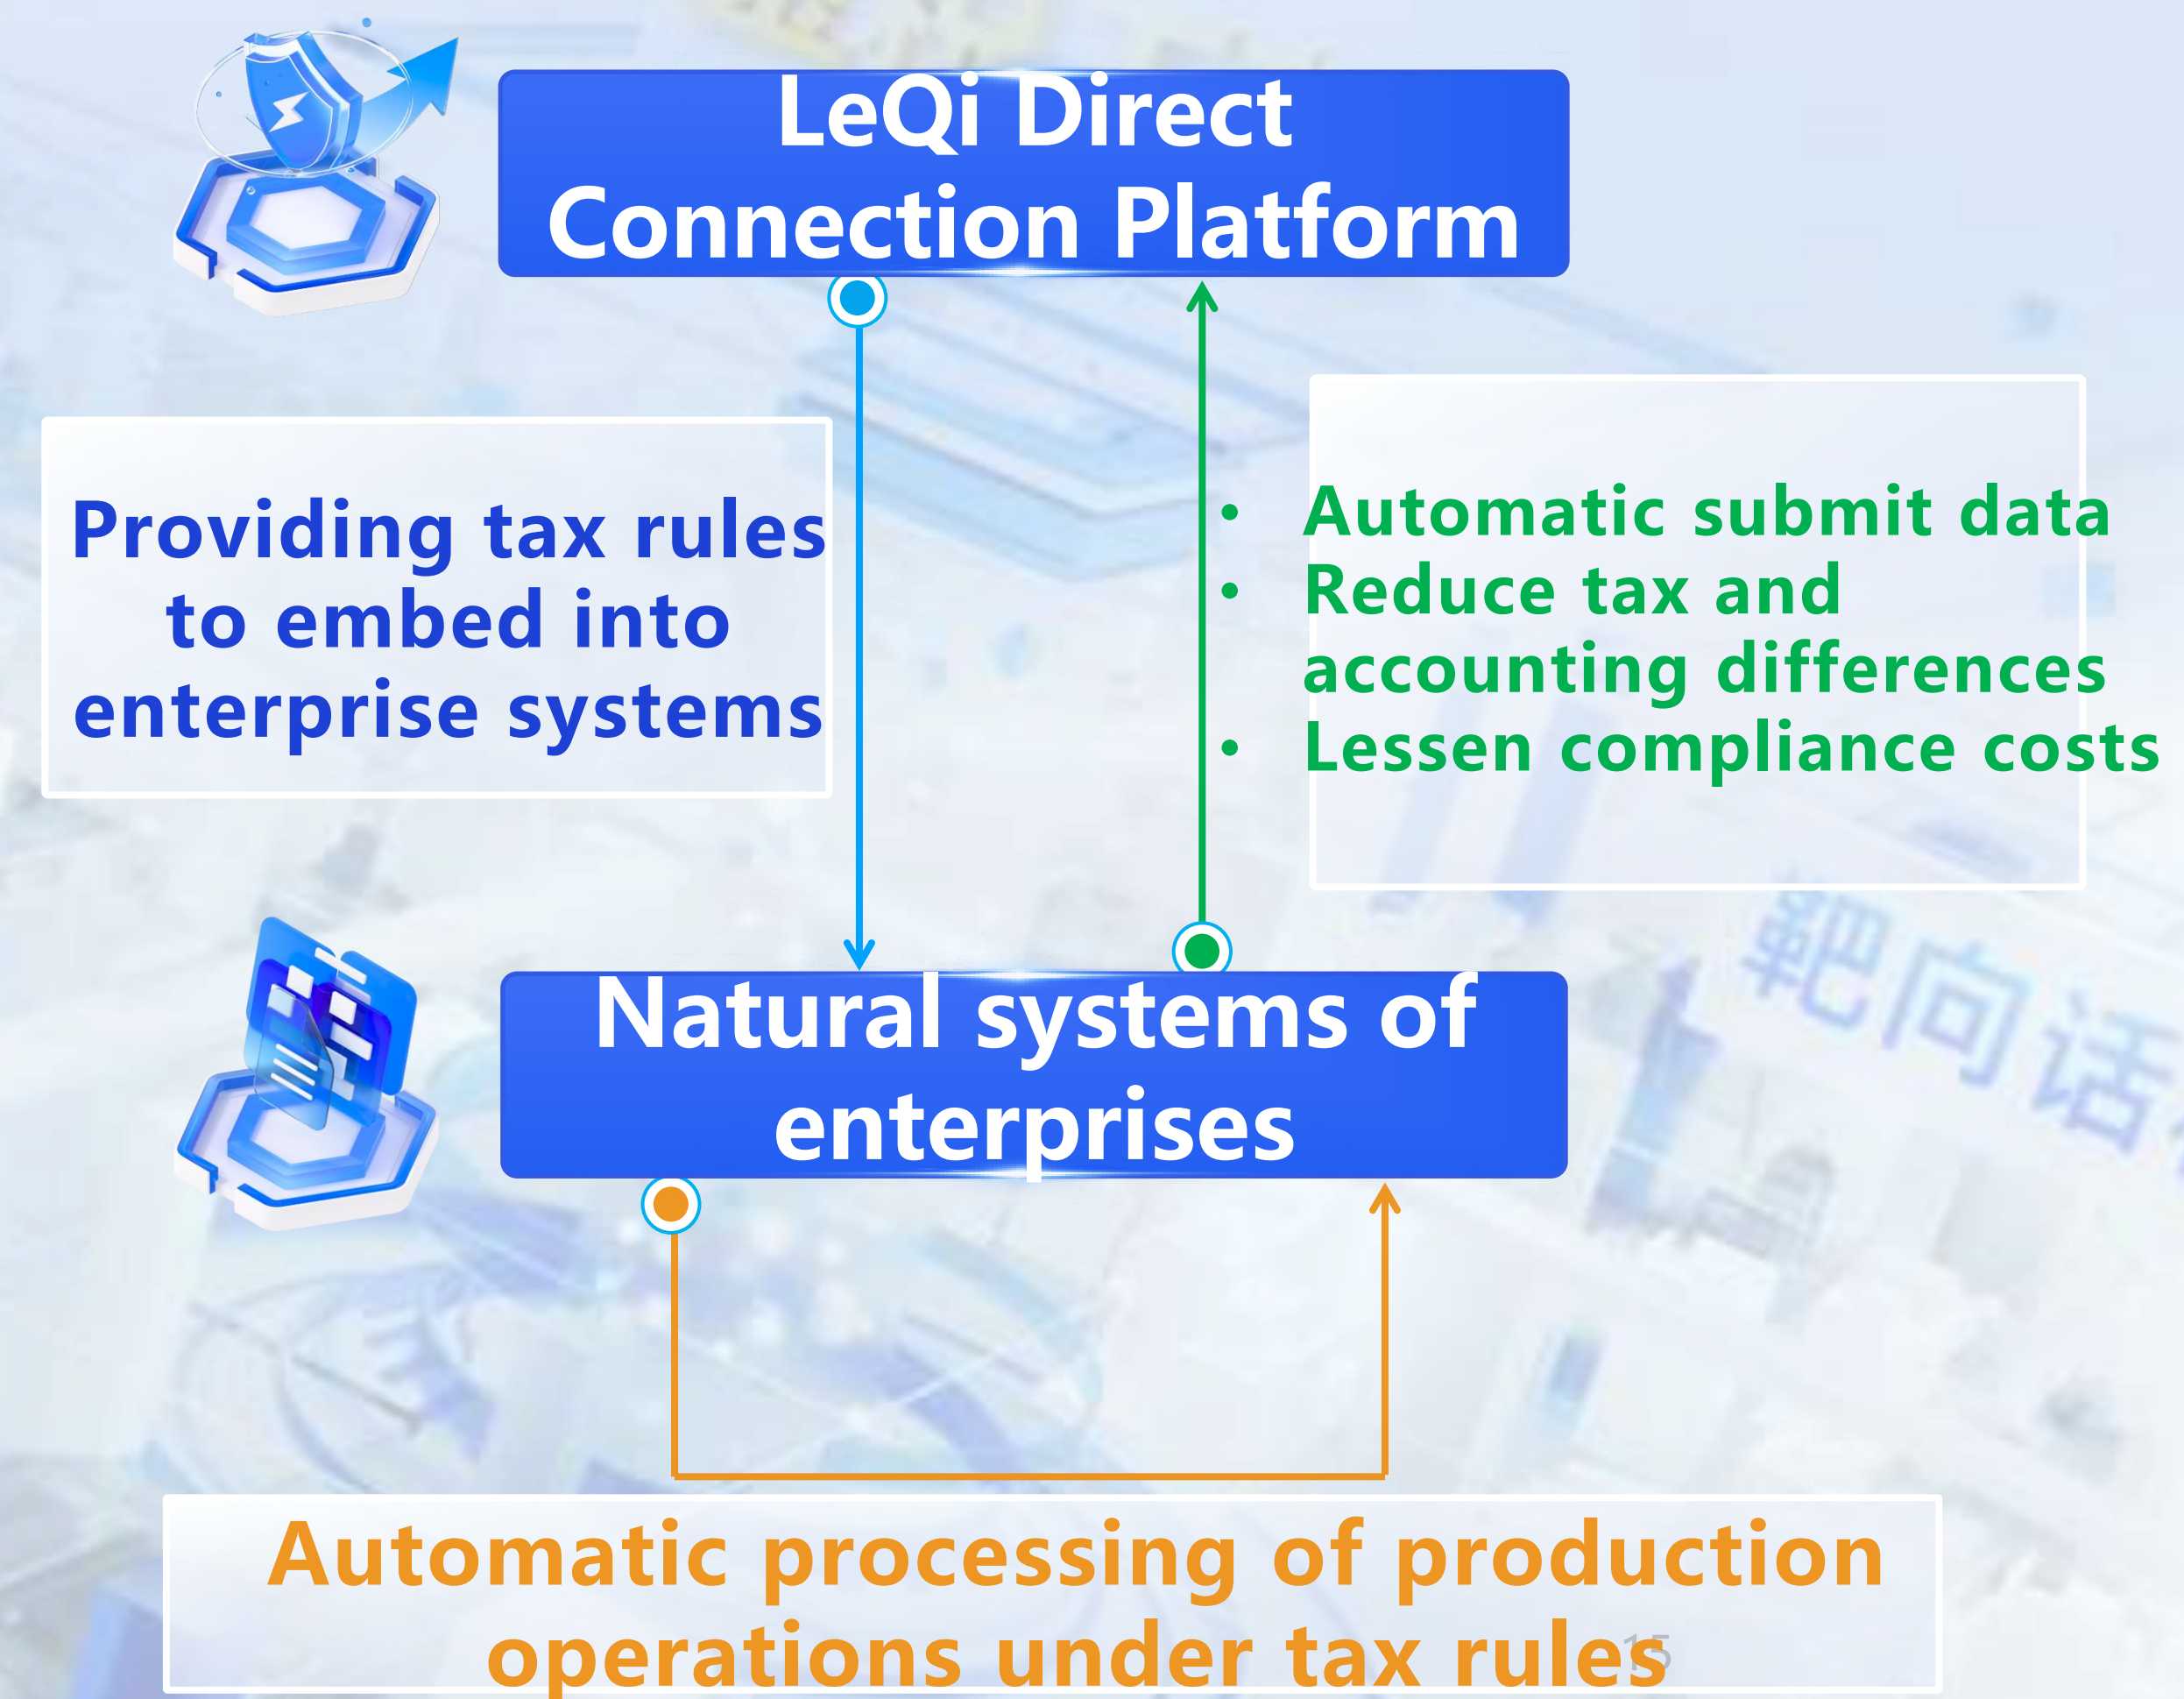 LeQi Direct
Connection Platform
Providing tax rules
to embed into
enterprise systems
• Automatic submit data
• Reduce tax and
accounting differences
• Lessen compliance costs
靶向话
Natural systems of
enterprises
Automatic processing of production
operations under tax rules
15